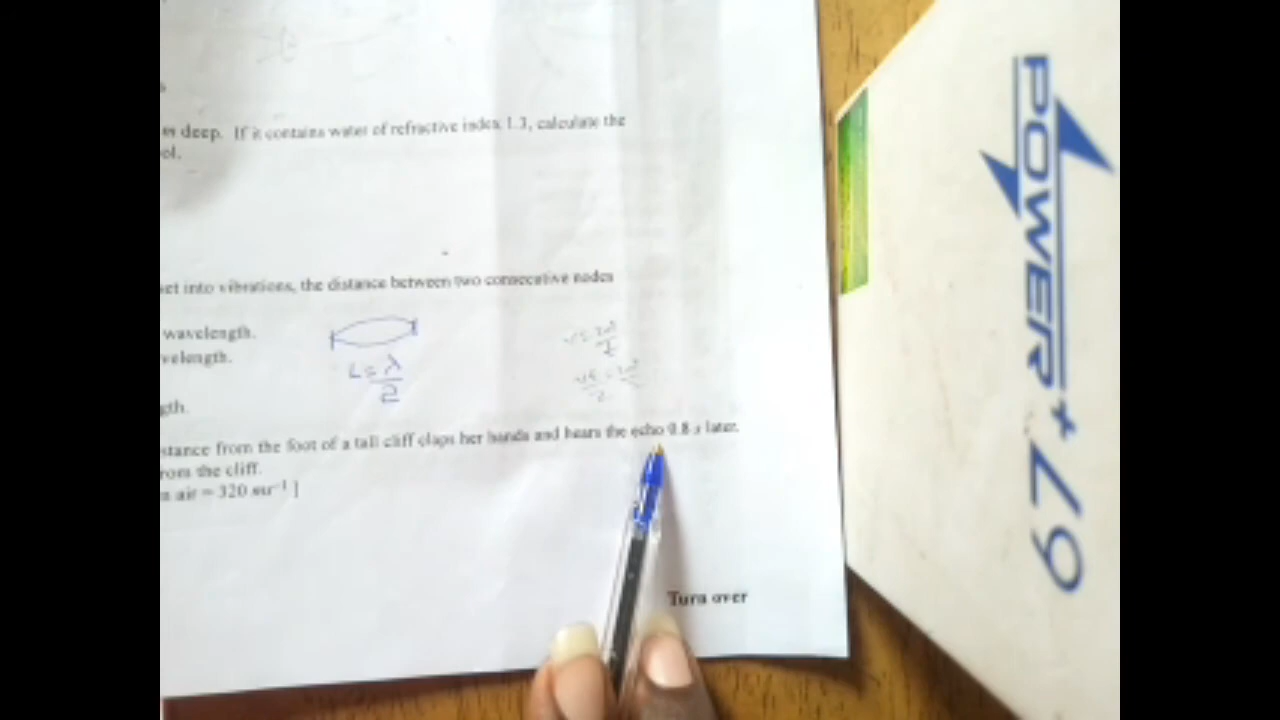 m deep. If it contains water of refractive index 1.3, calculate the
ol.
set into vibrations, the distance between two consecutive nodes
wavelength.
velength.
L = λ/2
gth.
stance from the foot of a tall cliff claps her hands and hears the echo 0.8 s later.
rom the cliff.
n air = 320 ms⁻¹ ]
Turn over
POWER+ L9